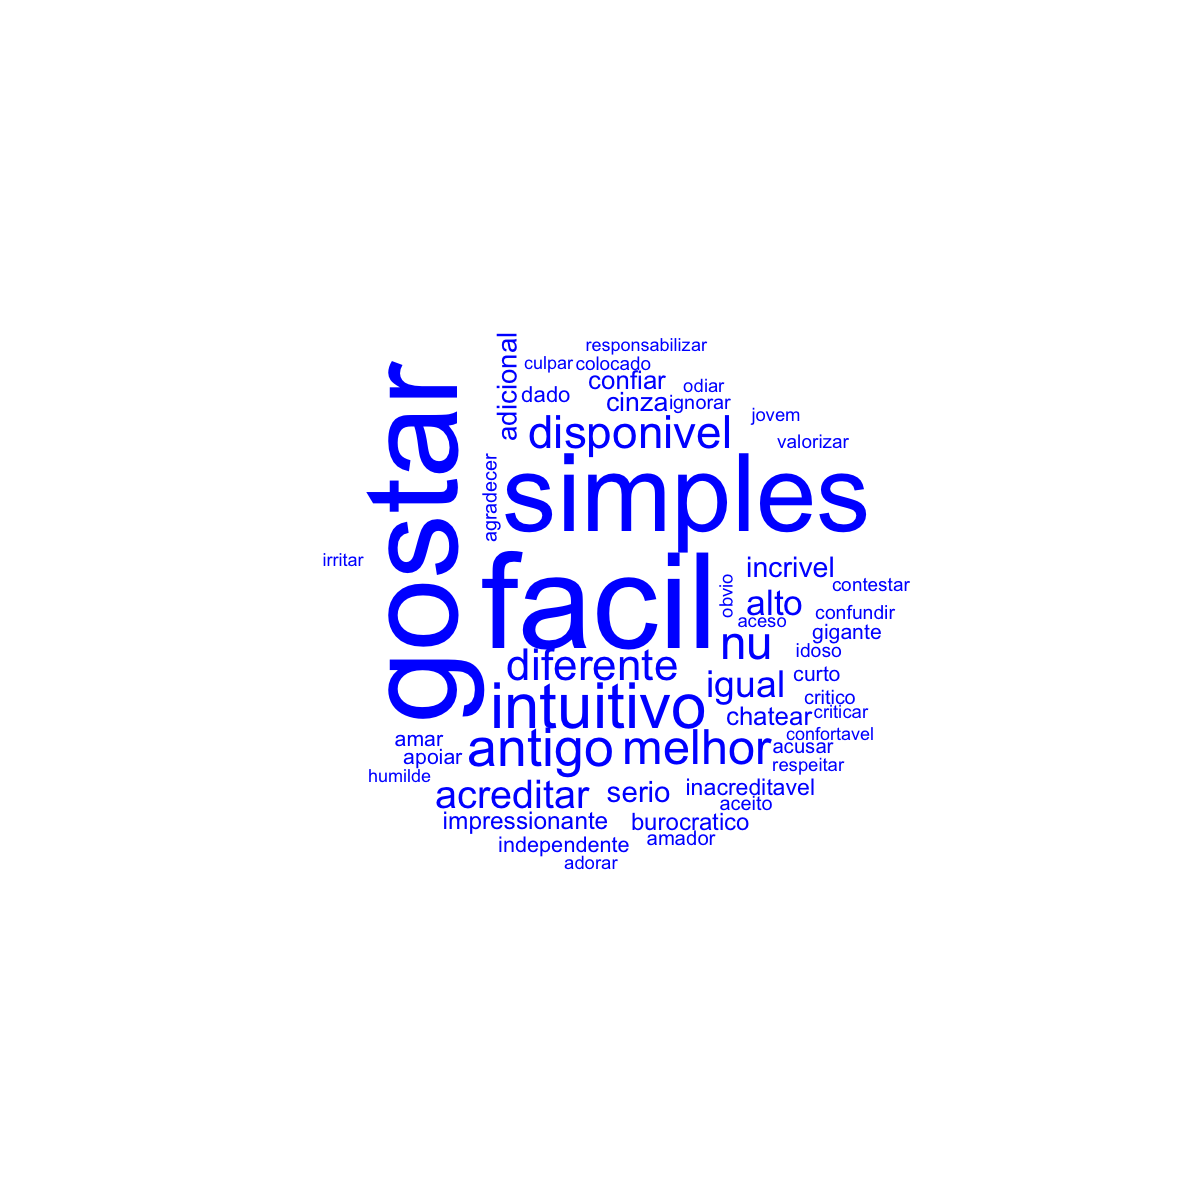 responsabilizar
adicional
culpar
colocado
confiar
odiar
dado
cinza
ignorar
jovem
disponivel
valorizar
gostar
agradecer
simples
irritar
facil
incrivel
contestar
obvio
alto
confundir
aceso
gigante
nu
idoso
diferente
igual
curto
intuitivo
critico
chatear
criticar
amar
antigo
melhor
confortavel
acusar
apoiar
respeitar
humilde
acreditar
serio
inacreditavel
aceito
impressionante
burocratico
independente
amador
adorar